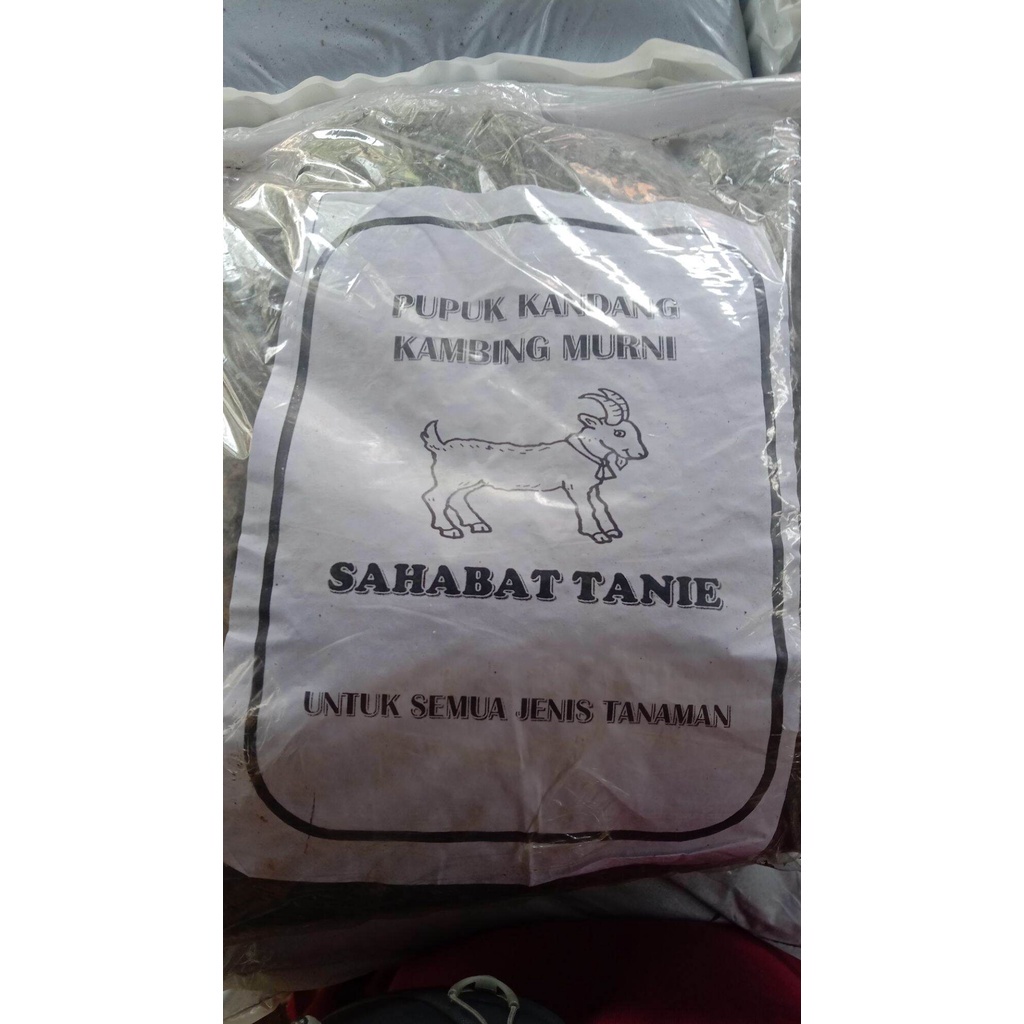 PUPUK KANDANG
KAMBING MURNI
SAHABAT TANIE
UNTUK SEMUA JENIS TANAMAN